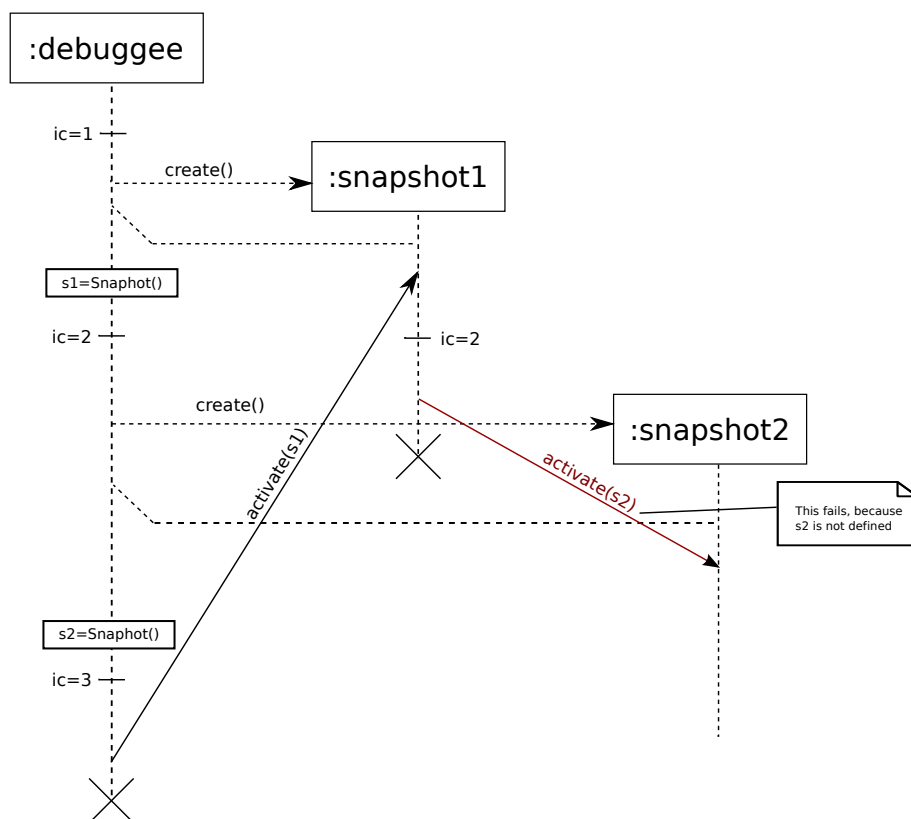 :debuggee
ic=1
create()
:snapshot1
s1=Snaphot()
ic=2
ic=2
create()
:snapshot2
activate(s1)
activate(s2)
This fails, because
s2 is not defined
s2=Snaphot()
ic=3